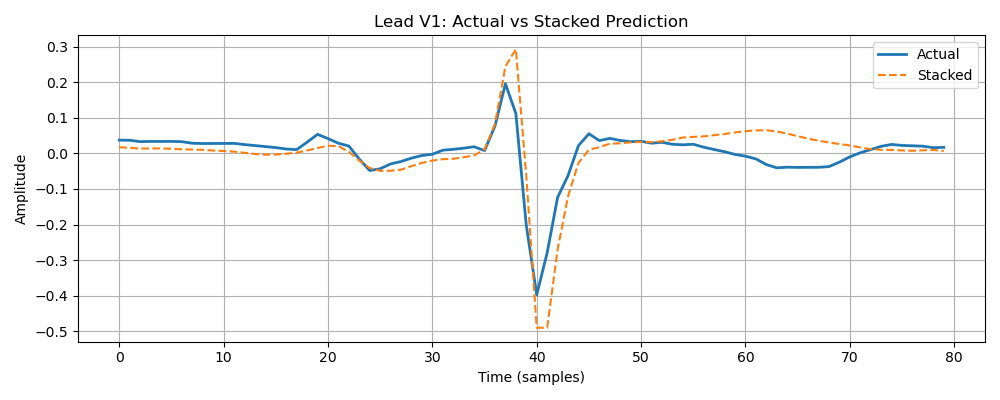 Lead V1: Actual vs Stacked Prediction
Actual
Stacked
Amplitude
0.3
0.2
0.1
0.0
−0.1
−0.2
−0.3
−0.4
−0.5
0 10 20 30 40 50 60 70 80
Time (samples)